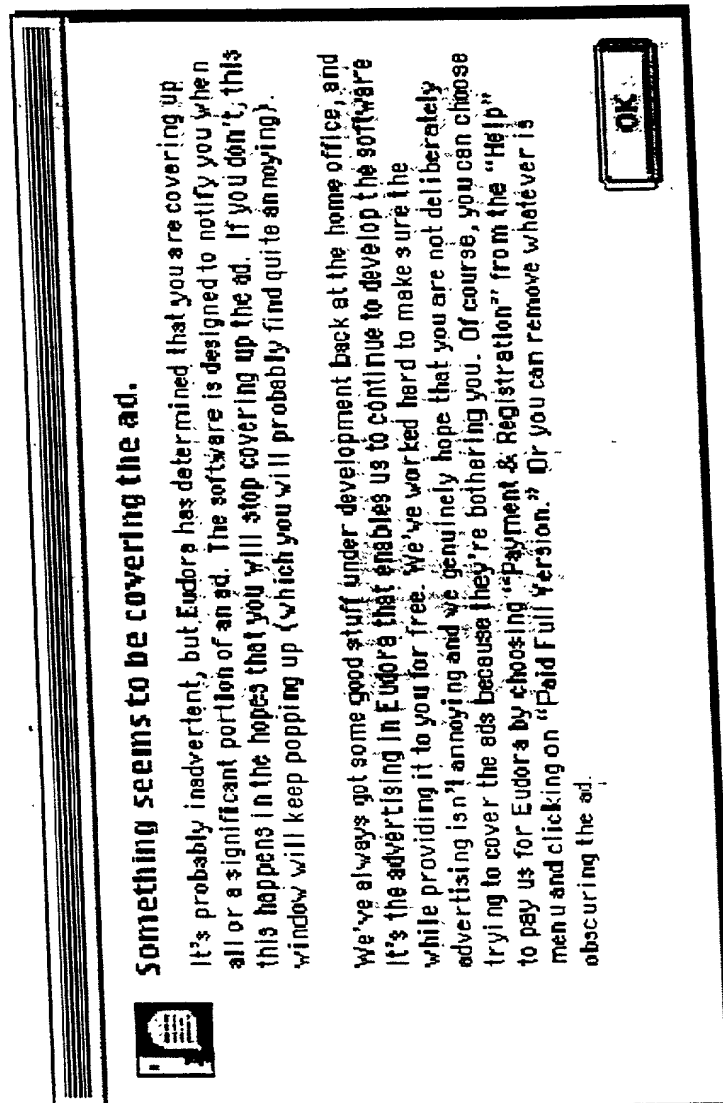 Something seems to be covering the ad.
It's probably inadvertent, but Eudora has determined that you are covering up
all or a significant portion of an ad. The software is designed to notify you when
this happens in the hopes that you will stop covering up the ad. If you don't, this
window will keep popping up (which you will probably find quite annoying).
We've always got some good stuff under development back at the home office, and
it's the advertising in Eudora that enables us to continue to develop the software
while providing it to you for free. We've worked hard to make sure the
advertising isn't annoying and we genuinely hope that you are not deliberately
trying to cover the ads because they're bothering you. Of course, you can choose
to pay us for Eudora by choosing "Payment & Registration" from the "Help"
menu and clicking on "Paid Full Version." Or you can remove whatever is
obscuring the ad.
OK